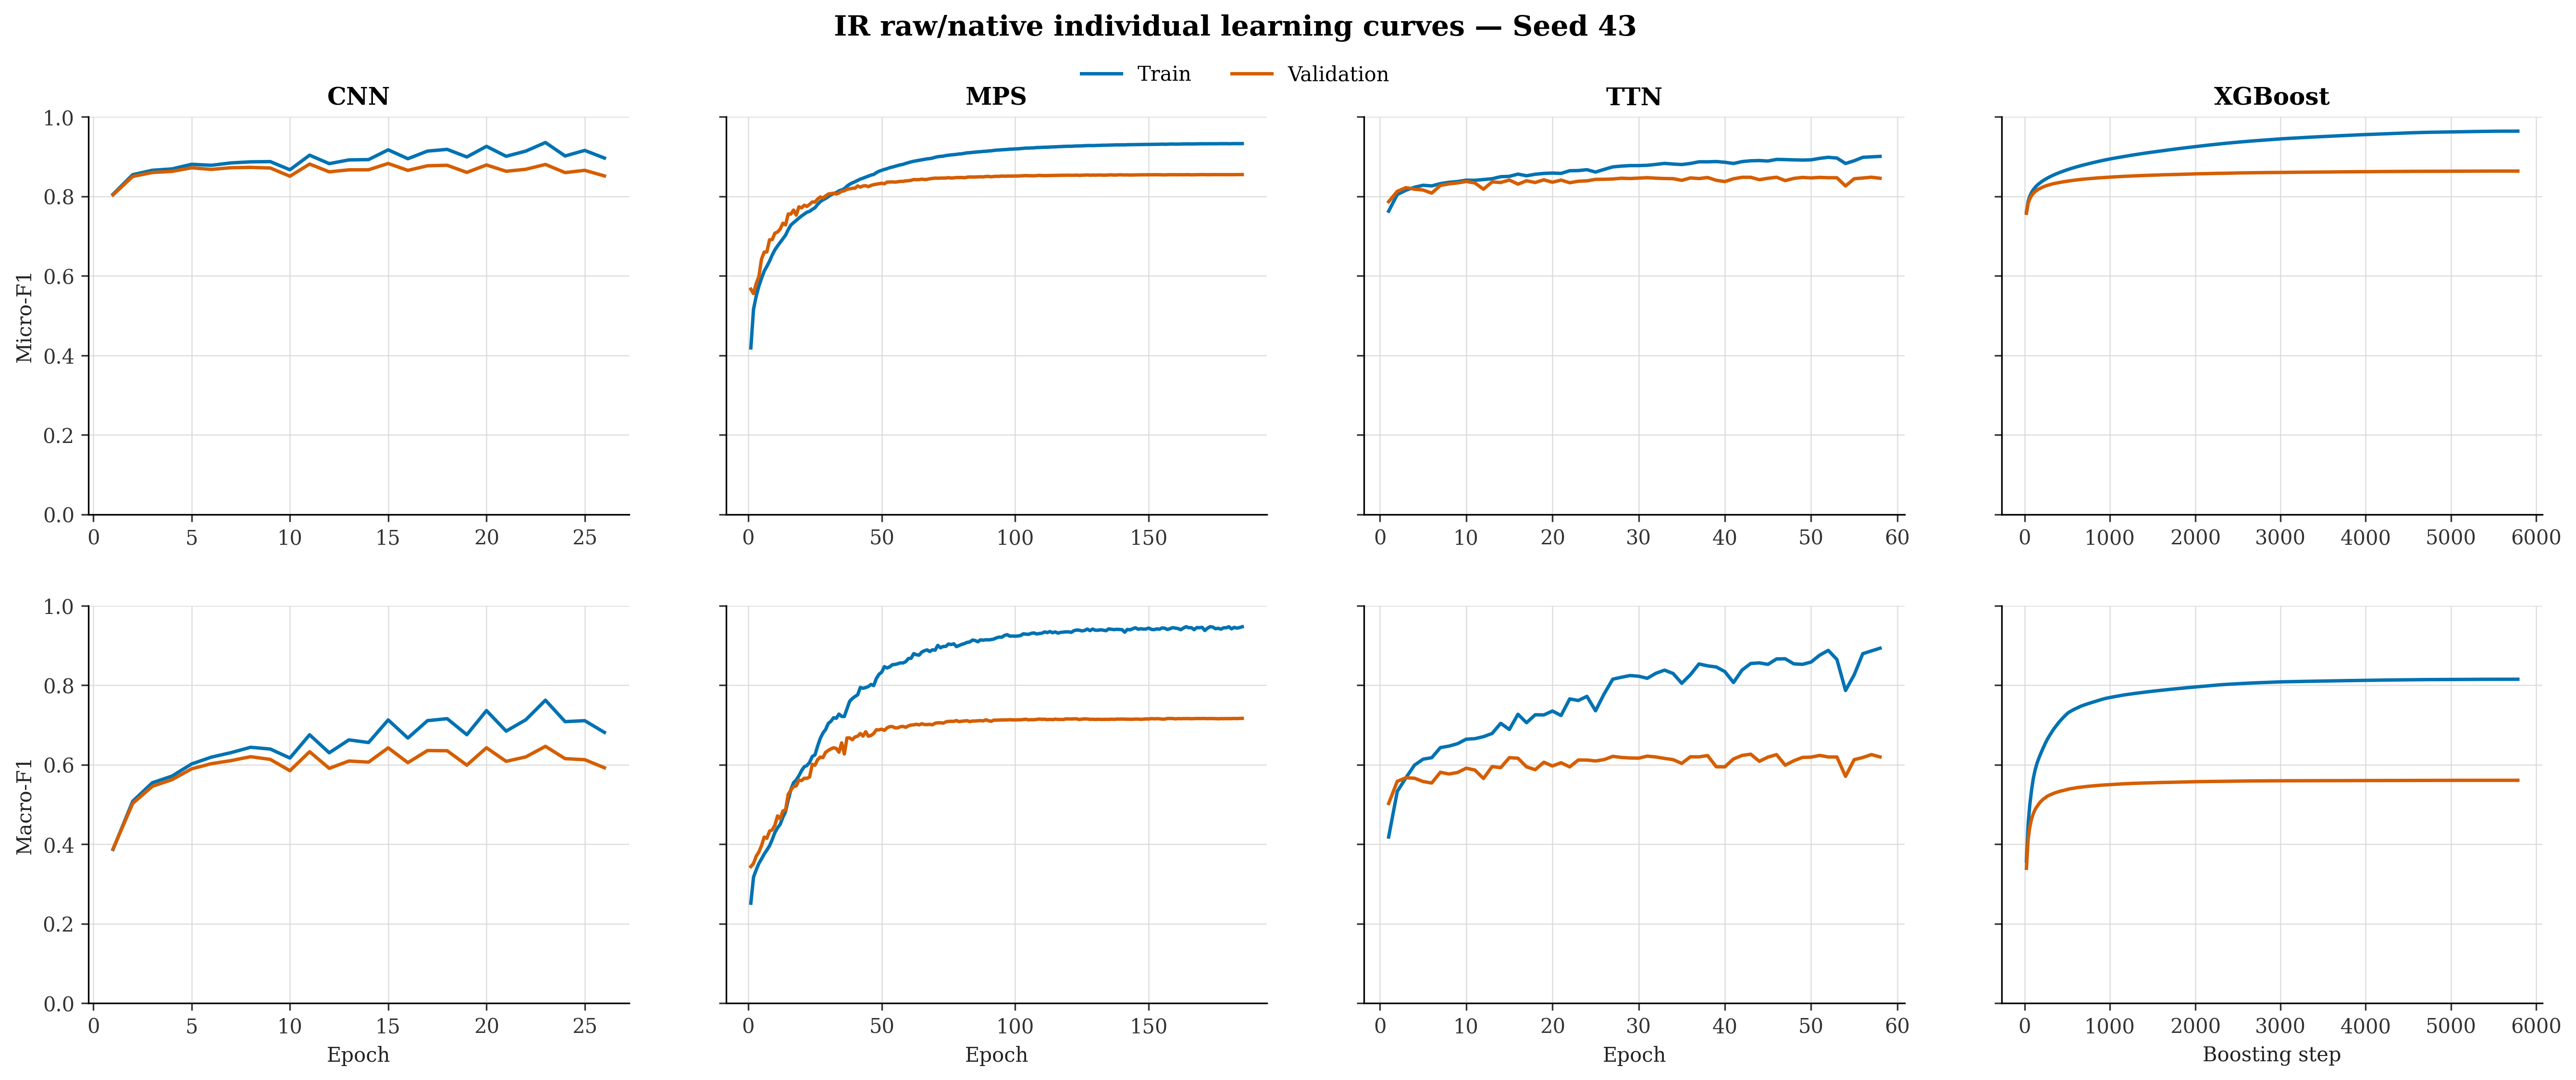 IR raw/native individual learning curves — Seed 43
Train Validation
CNN MPS TTN XGBoost
1.0
0.8
0.6
0.4
0.2
0.0
Micro-F1
0 5 10 15 20 25
0 50 100 150
0 10 20 30 40 50 60
0 1000 2000 3000 4000 5000 6000
1.0
0.8
0.6
0.4
0.2
0.0
Macro-F1
0 5 10 15 20 25
0 50 100 150
0 10 20 30 40 50 60
0 1000 2000 3000 4000 5000 6000
Epoch Epoch Epoch Boosting step